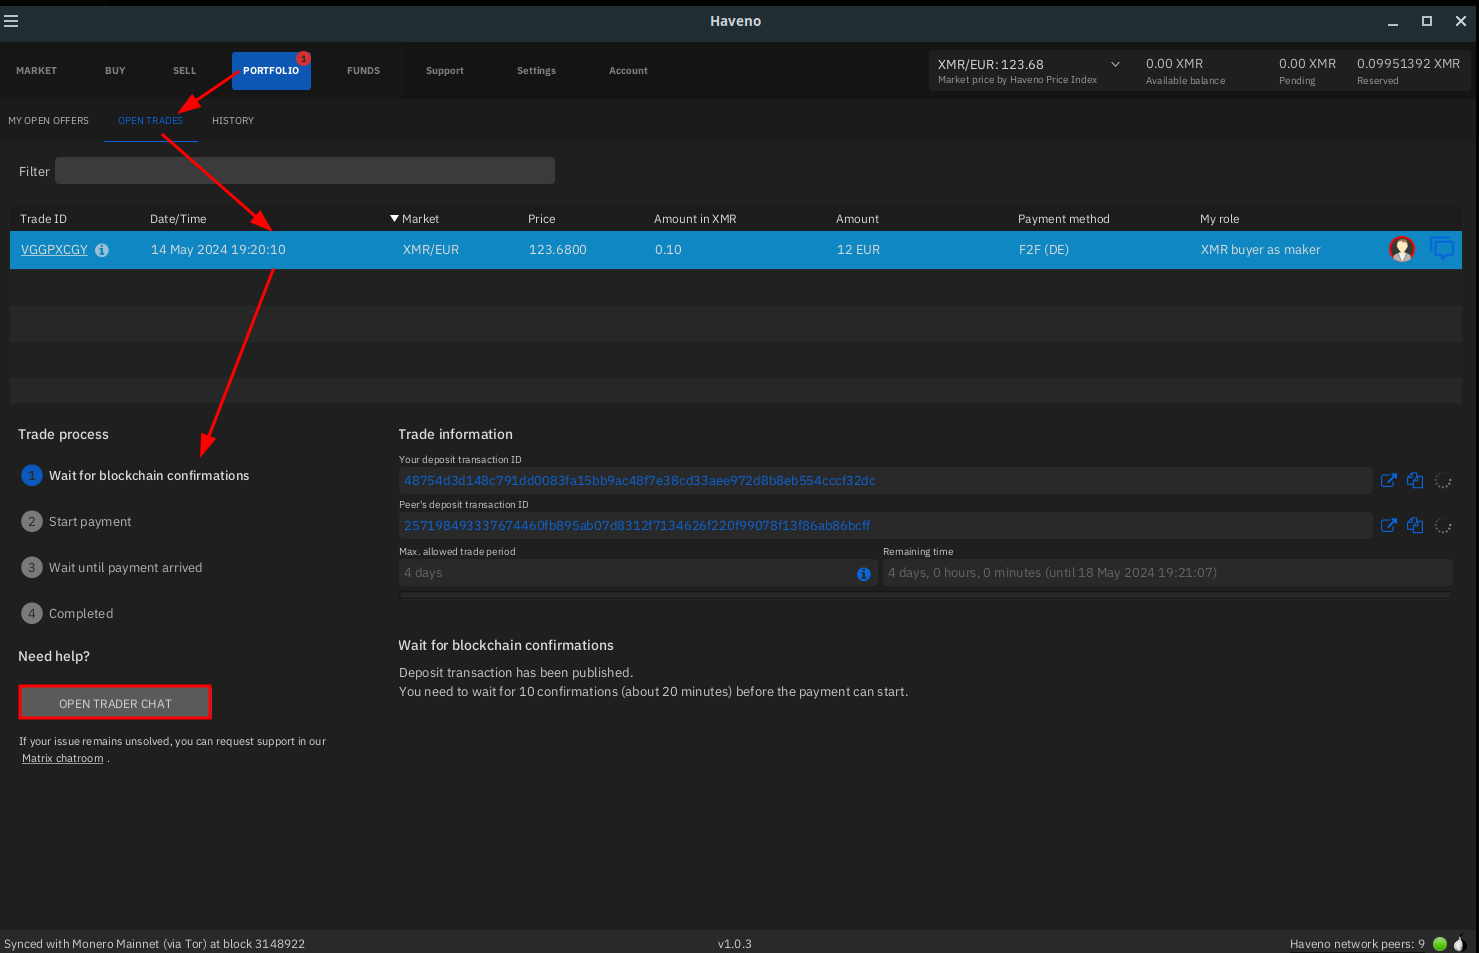 Haveno
MARKET BUY SELL PORTFOLIO 1 FUNDS Support Settings Account
XMR/EUR: 123.68 0.00 XMR 0.00 XMR 0.09951392 XMR
Market price by Haveno Price Index Available balance Pending Reserved
MY OPEN OFFERS OPEN TRADES HISTORY
Filter
Trade ID Date/Time Market Price Amount in XMR Amount Payment method My role
VGGPXCGY 14 May 2024 19:20:10 XMR/EUR 123.6800 0.10 12 EUR F2F (DE) XMR buyer as maker
Trade process
1 Wait for blockchain confirmations
2 Start payment
3 Wait until payment arrived
4 Completed
Need help?
OPEN TRADER CHAT
If your issue remains unsolved, you can request support in our
Matrix chatroom .
Trade information
Your deposit transaction ID
48754d3d148c791dd0083fa15bb9ac48f7e38cd33aee972d8b8eb554cccf32dc
Peer's deposit transaction ID
257198493337674460fb895ab07d8312f7134626f220f99078f13f86ab86bcff
Max. allowed trade period Remaining time
4 days 4 days, 0 hours, 0 minutes (until 18 May 2024 19:21:07)
Wait for blockchain confirmations
Deposit transaction has been published.
You need to wait for 10 confirmations (about 20 minutes) before the payment can start.
Synced with Monero Mainnet (via Tor) at block 3148922 v1.0.3 Haveno network peers: 9